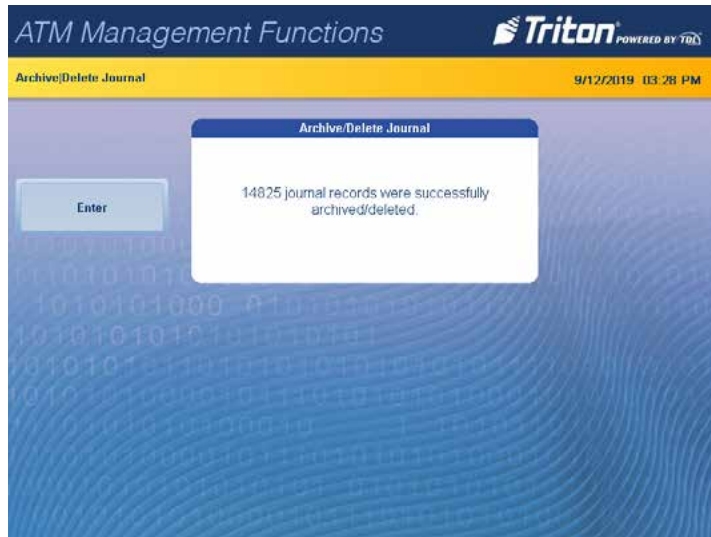 ATM Management Functions
Triton POWERED BY TDL
Archive|Delete Journal
9/12/2019 03:28 PM
Archive/Delete Journal
14825 journal records were successfully
archived/deleted.
Enter